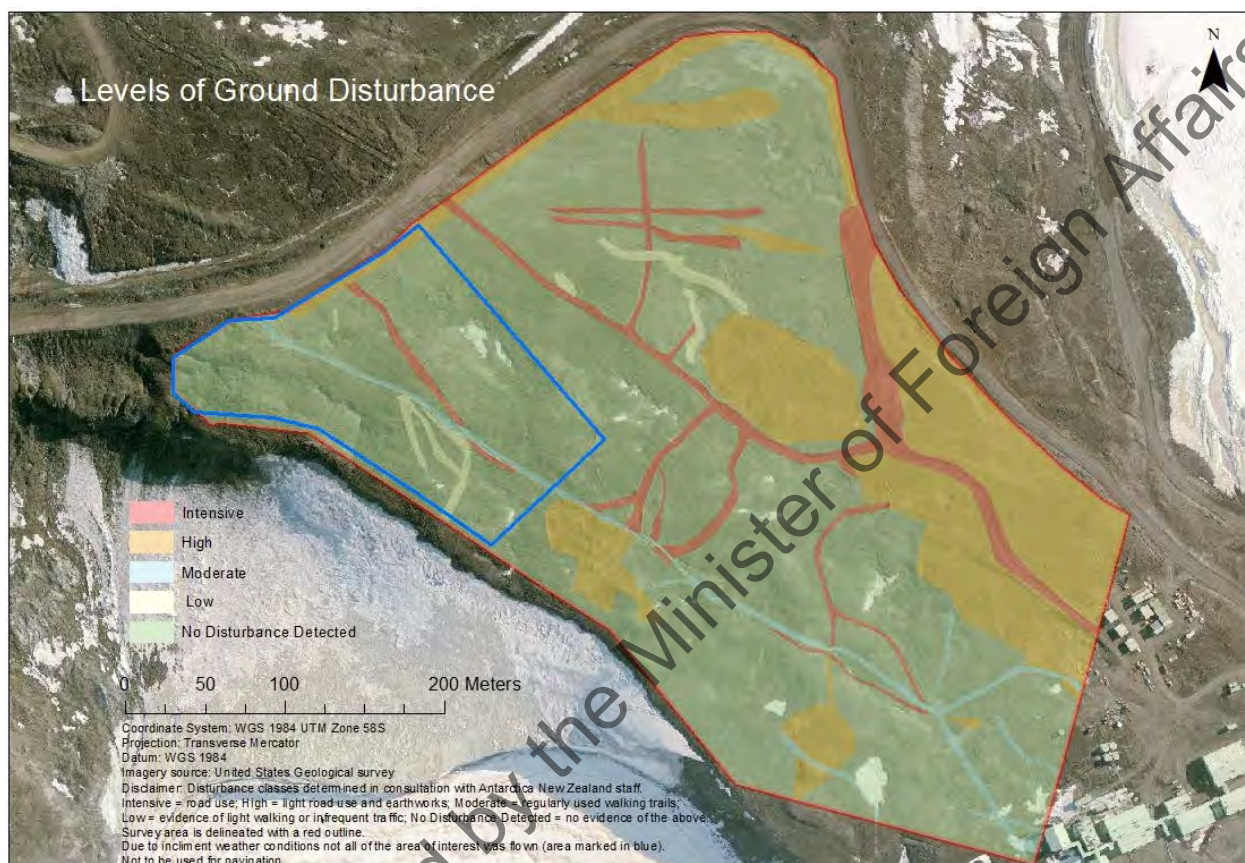 Levels of Ground Disturbance
N
Intensive
High
Moderate
Low
No Disturbance Detected
0 50 100 200 Meters
Coordinate System: WGS 1984 UTM Zone 58S
Projection: Transverse Mercator
Datum: WGS 1984
Imagery source: United States Geological survey
Disclaimer: Disturbance classes determined in consultation with Antarctica New Zealand staff.
Intensive = road use; High = light road use and earthworks; Moderate = regularly used walking trails;
Low = evidence of light walking or infrequent traffic; No Disturbance Detected = no evidence of the above.
Survey area is delineated with a red outline.
Due to incliment weather conditions not all of the area of interest was flown (area marked in blue).
Not to be used for navigation.
by the Minister of Foreign Affairs